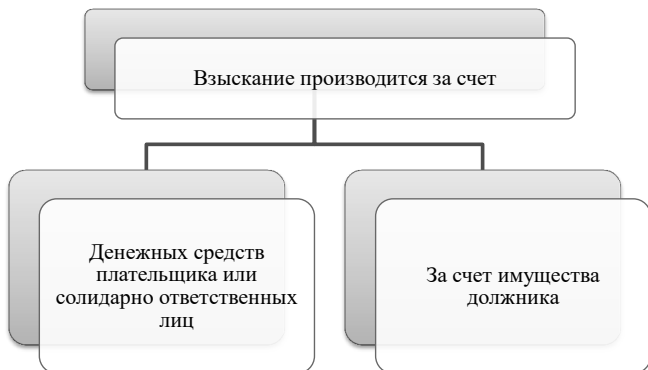 Взыскание производится за счет
Денежных средств
плательщика или
солидарно ответственных
лиц
За счет имущества
должника